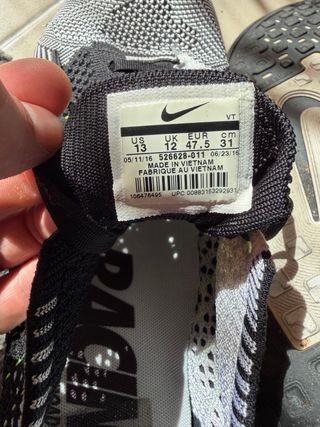 VT
US UK EUR cm
13 12 47.5 31
05/11/16 526628-011 06/23/16
MADE IN VIETNAM
FABRIQUE AU VIETNAM
106476495 UPC 00883153292931
RACIN